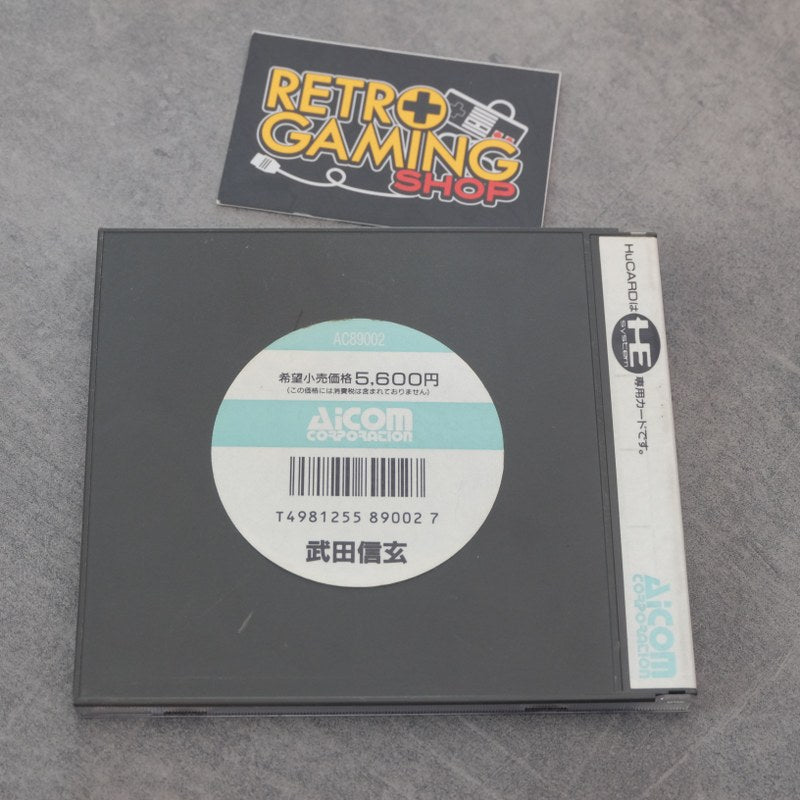 RETRO
GAMING
SHOP
AC89002
希望小売価格5,600円
(この価格には消費税は含まれておりません)
AiCOM
CORPORATION
T4981255 89002 7
武田信玄
HuCARDは
HE
system
専用カードです。
AiCOM
CORPORATION